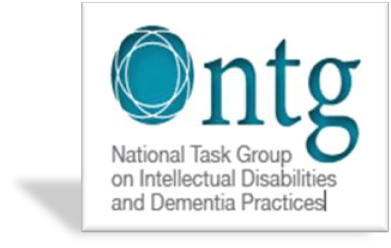 ntg
National Task Group
on Intellectual Disabilities
and Dementia Practices